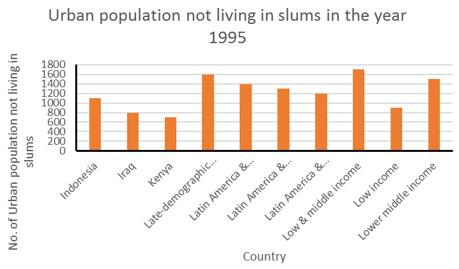 Urban population not living in slums in the year
1995
No. of Urban population not living in
slums
1800
1600
1400
1200
1000
800
600
400
200
0
Indonesia
Iraq
Kenya
Late-demographic...
Latin America &...
Latin America &...
Latin America &...
Low & middle income
Low income
Lower middle income
Country